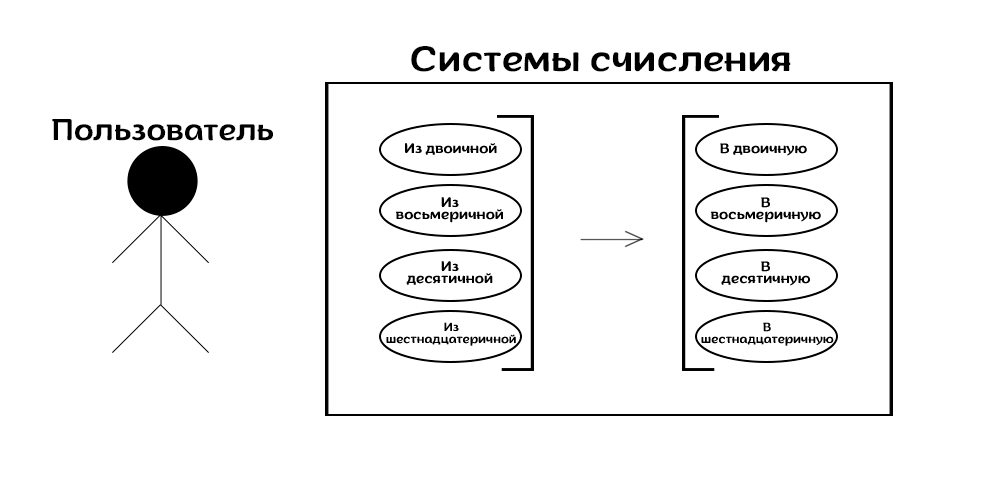 Системы счисления
Пользователь
Из двоичной
Из
восьмеричной
Из
десятичной
Из
шестнадцатеричной
В двоичную
В
восьмеричную
В
десятичную
В
шестнадцатеричную